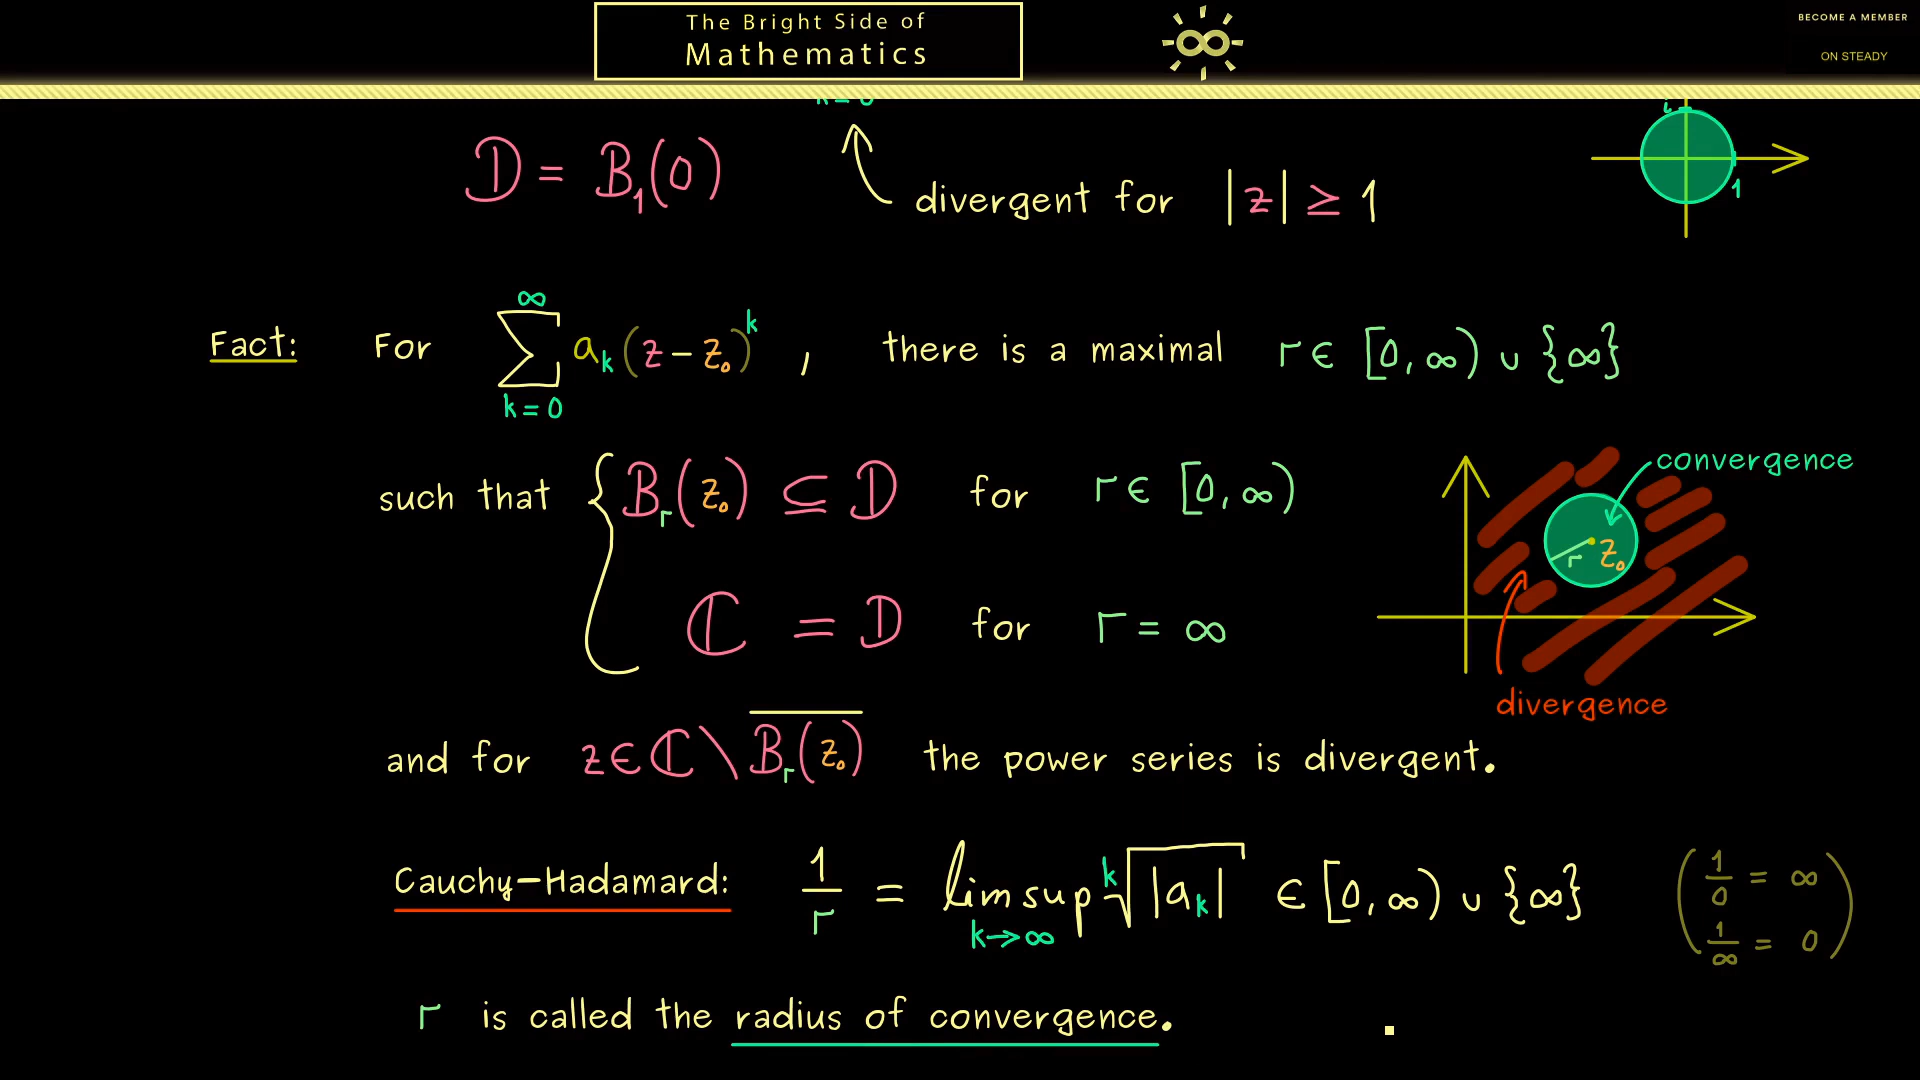 The Bright Side of
Mathematics
BECOME A MEMBER
ON STEADY
𝔻 = B₁(0)
divergent for |z| ≥ 1
i
1
Fact: For ∑_{k=0}^{∞} a_k (z − z₀)^k , there is a maximal r ∈ [0, ∞) ∪ {∞}
such that { B_r(z₀) ⊆ 𝔻 for r ∈ [0, ∞)
ℂ = 𝔻 for r = ∞
convergence
r z₀
divergence
and for z ∈ ℂ \ \overline{B_r(z₀)} the power series is divergent.
Cauchy-Hadamard: 1/r = lim sup_{k→∞} ᵏ√|a_k| ∈ [0, ∞) ∪ {∞} (1/0 = ∞
1/∞ = 0)
r is called the radius of convergence.